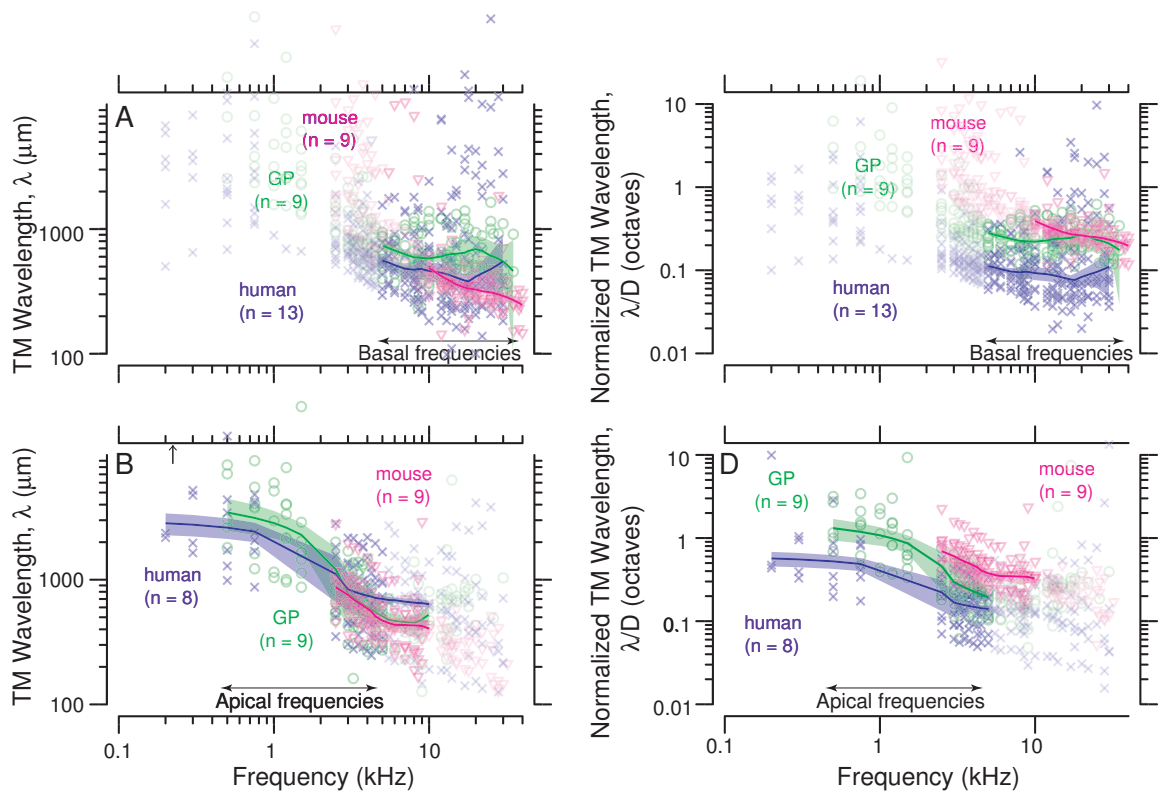 A
TM Wavelength, λ (μm)
1000
100
mouse
(n = 9)
GP
(n = 9)
human
(n = 13)
Basal frequencies
Normalized TM Wavelength,
λ/D (octaves)
10
1
0.1
0.01
mouse
(n = 9)
GP
(n = 9)
human
(n = 13)
Basal frequencies
B
TM Wavelength, λ (μm)
1000
100
↑
mouse
(n = 9)
human
(n = 8)
GP
(n = 9)
Apical frequencies
0.1
1
10
Frequency (kHz)
D
Normalized TM Wavelength,
λ/D (octaves)
10
1
0.1
0.01
GP
(n = 9)
mouse
(n = 9)
human
(n = 8)
Apical frequencies
0.1
1
10
Frequency (kHz)